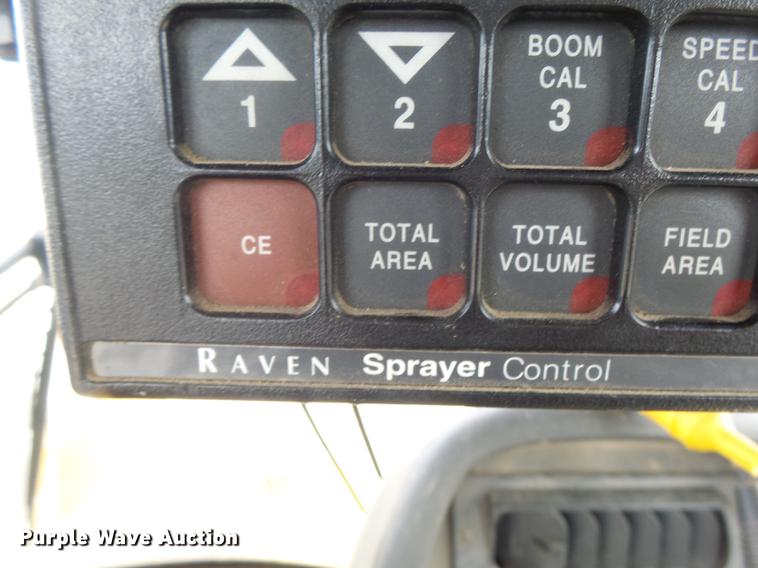 1
2
BOOM
CAL
3
SPEED
CAL
4
CE
TOTAL
AREA
TOTAL
VOLUME
FIELD
AREA
RAVEN Sprayer Control
Purple Wave Auction